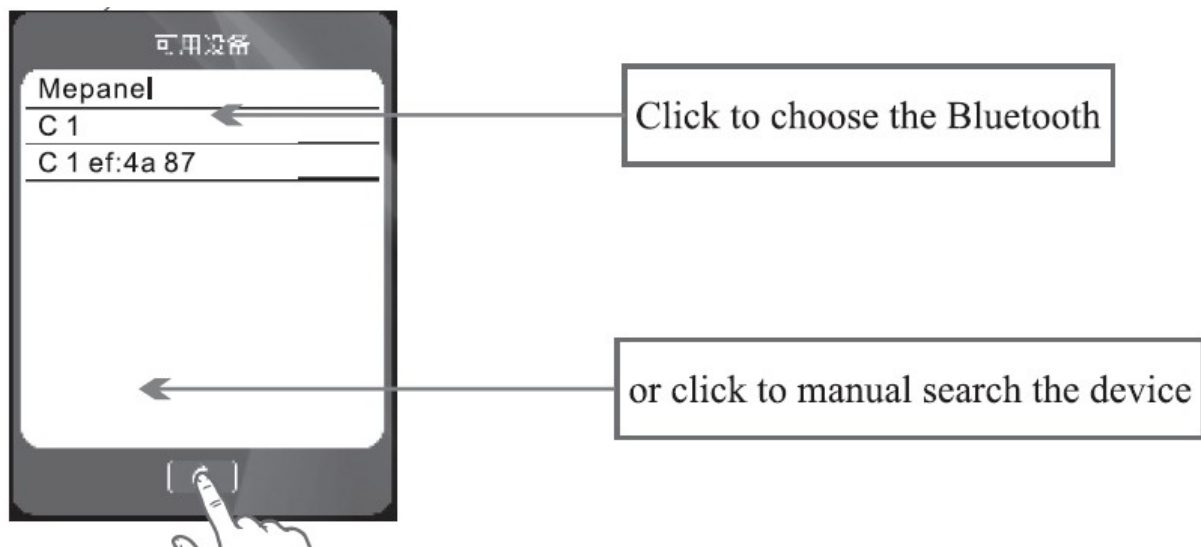 可用设备
Mepanel
C 1
C 1 ef:4a 87
Click to choose the Bluetooth
or click to manual search the device